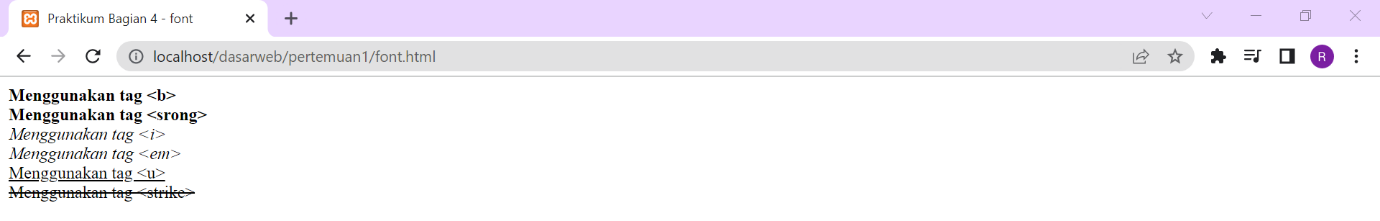 Praktikum Bagian 4 - font
localhost/dasarweb/pertemuan1/font.html
R
Menggunakan tag <b>
Menggunakan tag <srong>
Menggunakan tag <i>
Menggunakan tag <em>
Menggunakan tag <u>
Menggunakan tag <strike>